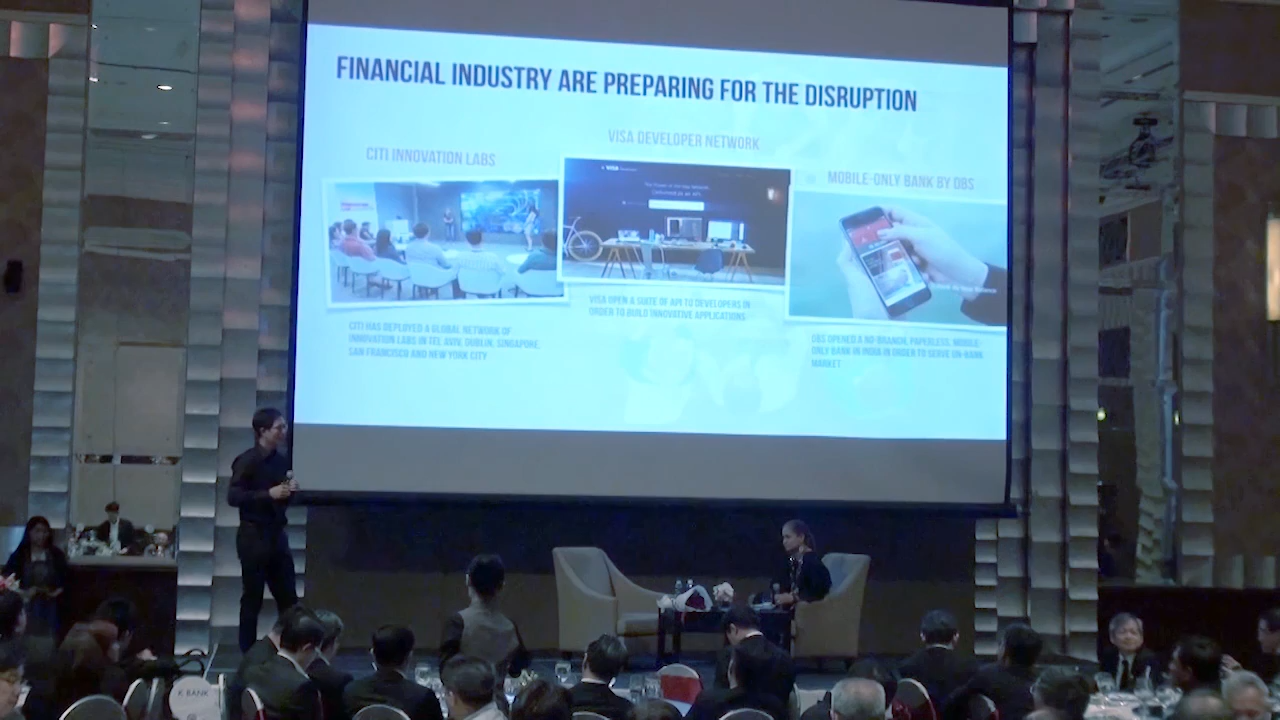 FINANCIAL INDUSTRY ARE PREPARING FOR THE DISRUPTION
CITI INNOVATION LABS
VISA DEVELOPER NETWORK
MOBILE-ONLY BANK BY DBS
CITI HAS DEPLOYED A GLOBAL NETWORK OF
INNOVATION LABS IN TEL AVIV, DUBLIN, SINGAPORE,
SAN FRANCISCO AND NEW YORK CITY
VISA OPEN A SUITE OF API TO DEVELOPERS IN
ORDER TO BUILD INNOVATIVE APPLICATIONS
DBS OPENED A NO-BRANCH, PAPERLESS, MOBILE-
ONLY BANK IN INDIA IN ORDER TO SERVE UN-BANK
MARKET
K BANK